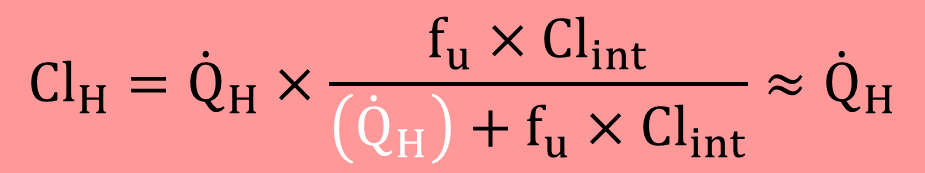 Cl_H = Q̇_H × (f_u × Cl_int) / ((Q̇_H) + f_u × Cl_int) ≈ Q̇_H